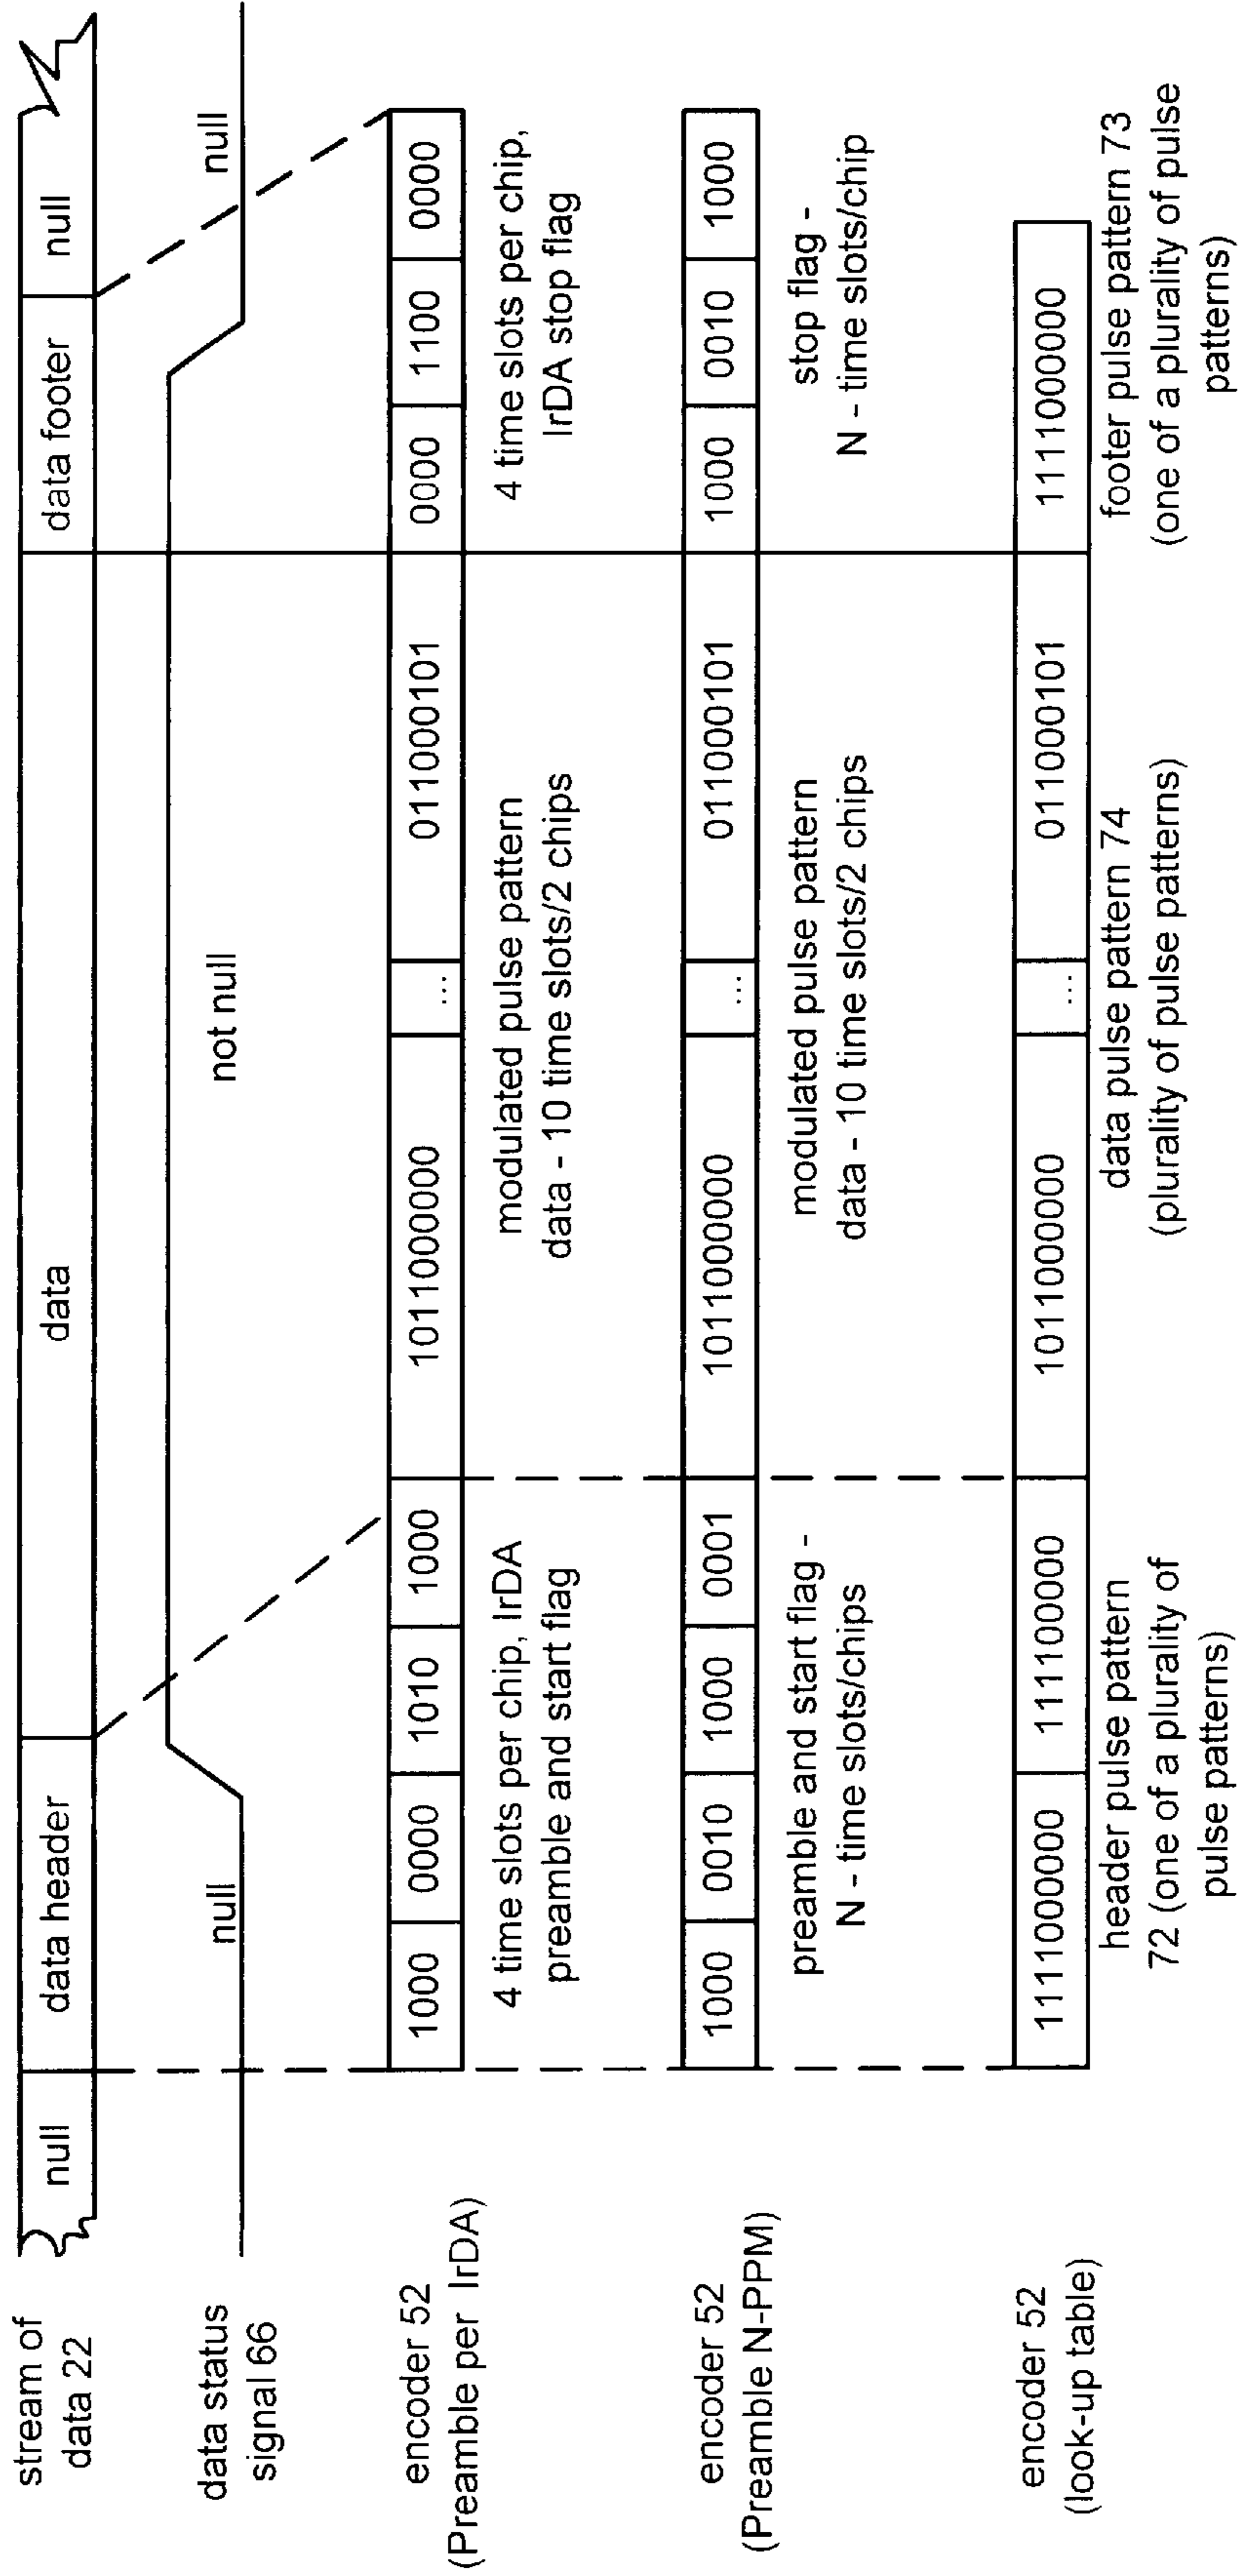 stream of
data 22
null
data header
data
data footer
null
data status
signal 66
null
not null
null
encoder 52
(Preamble per IrDA)
1000
0000
1010
1000
1011000000
...
011000101
0000
1100
0000
4 time slots per chip, IrDA
preamble and start flag
modulated pulse pattern
data - 10 time slots/2 chips
4 time slots per chip,
IrDA stop flag
encoder 52
(Preamble N-PPM)
1000
0010
1000
0001
1011000000
...
011000101
1000
0010
1000
preamble and start flag -
N - time slots/chips
modulated pulse pattern
data - 10 time slots/2 chips
stop flag -
N - time slots/chip
encoder 52
(look-up table)
1111000000
111100000
1011000000
...
011000101
1111000000
header pulse pattern
72 (one of a plurality of
pulse patterns)
data pulse pattern 74
(plurality of pulse patterns)
footer pulse pattern 73
(one of a plurality of pulse
patterns)